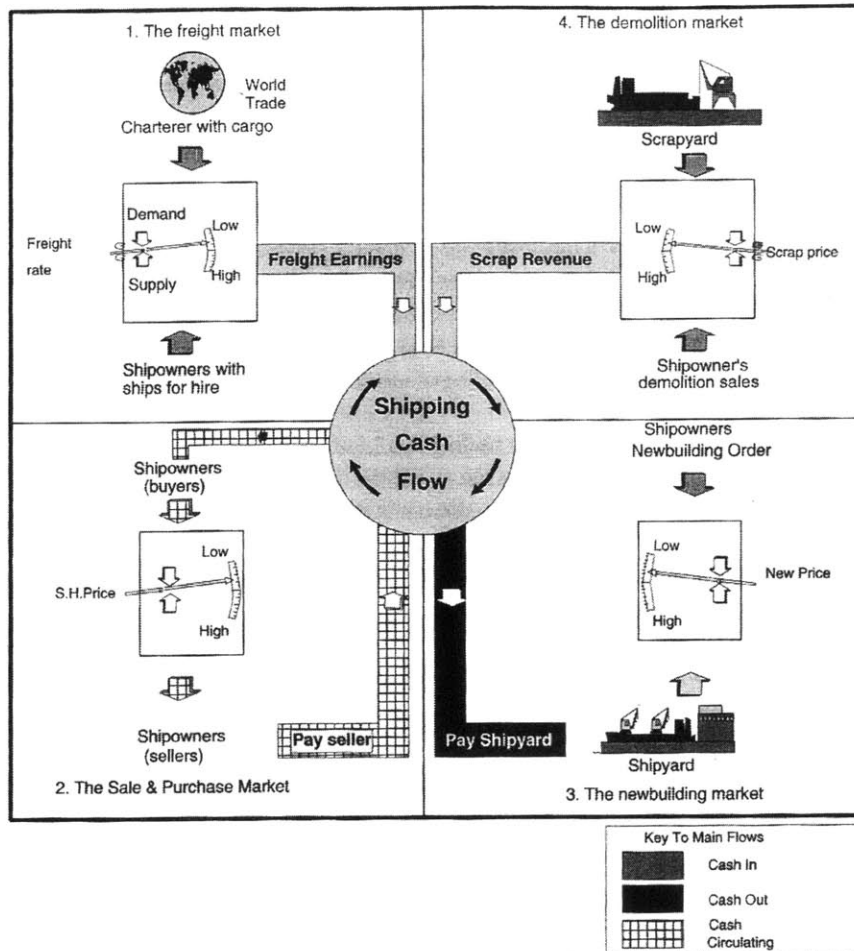 1. The freight market
World
Trade
Charterer with cargo
Demand
Low
Freight
rate
Supply
High
Freight Earnings
Shipowners with
ships for hire
4. The demolition market
Scrapyard
Low
High
Scrap price
Scrap Revenue
Shipowner's
demolition sales
Shipping
Cash
Flow
Shipowners
(buyers)
Low
S.H.Price
High
Shipowners
(sellers)
Pay seller
2. The Sale & Purchase Market
Shipowners
Newbuilding Order
Low
New Price
High
Pay Shipyard
Shipyard
3. The newbuilding market
Key To Main Flows
Cash In
Cash Out
Cash
Circulating